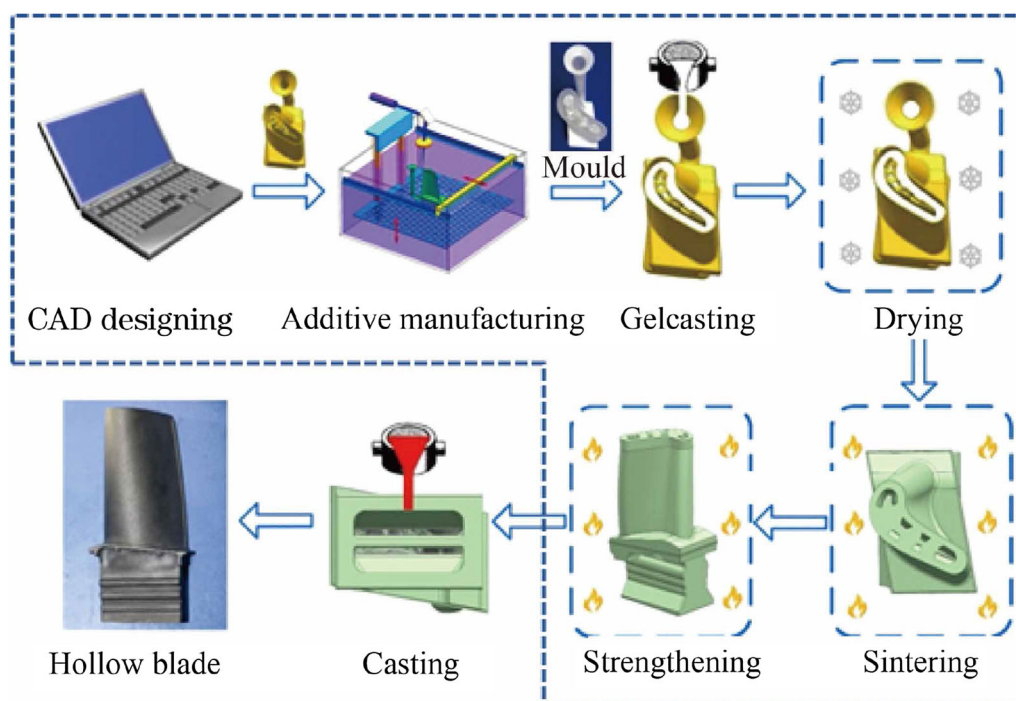 Mould
CAD designing
Additive manufacturing
Gelcasting
Drying
Hollow blade
Casting
Strengthening
Sintering